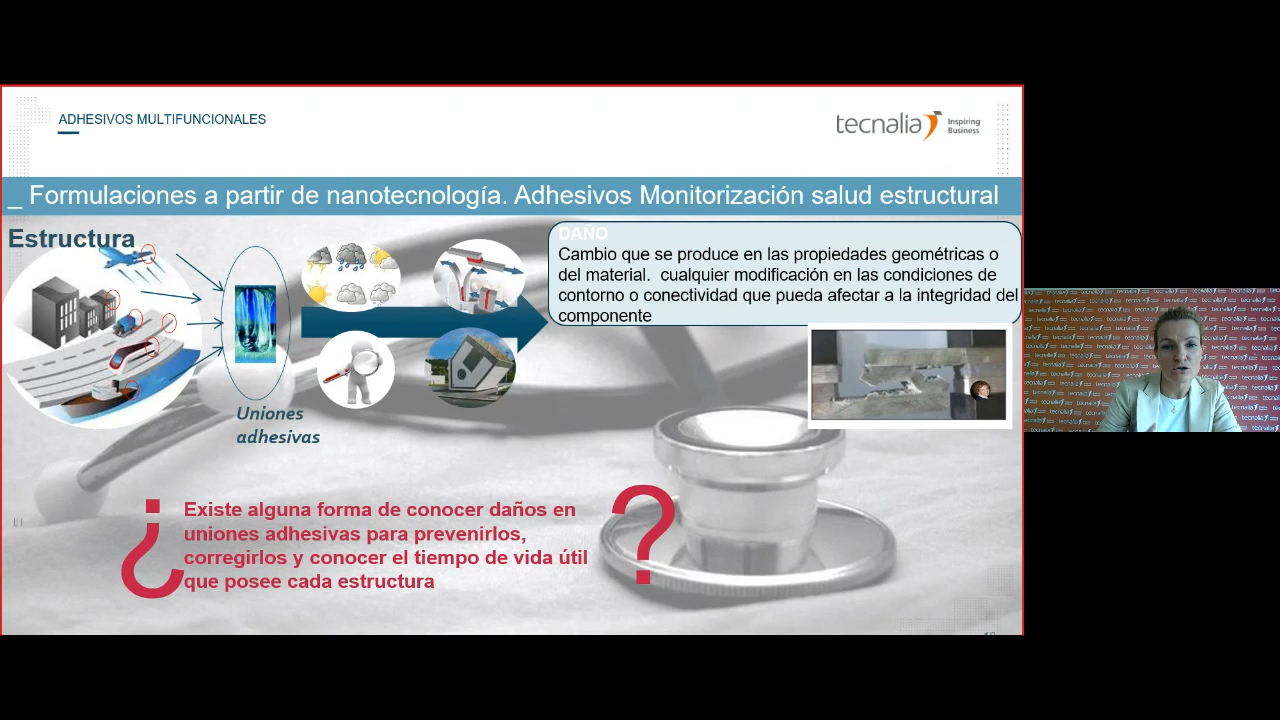 ADHESIVOS MULTIFUNCIONALES
tecnalia Inspiring
Business
_ Formulaciones a partir de nanotecnología. Adhesivos Monitorización salud estructural
Estructura
DAÑO
Cambio que se produce en las propiedades geométricas o
del material. cualquier modificación en las condiciones de
contorno o conectividad que pueda afectar a la integridad del
componente
Uniones
adhesivas
¿ Existe alguna forma de conocer daños en
uniones adhesivas para prevenirlos,
corregirlos y conocer el tiempo de vida útil
que posee cada estructura ?
tecnalia